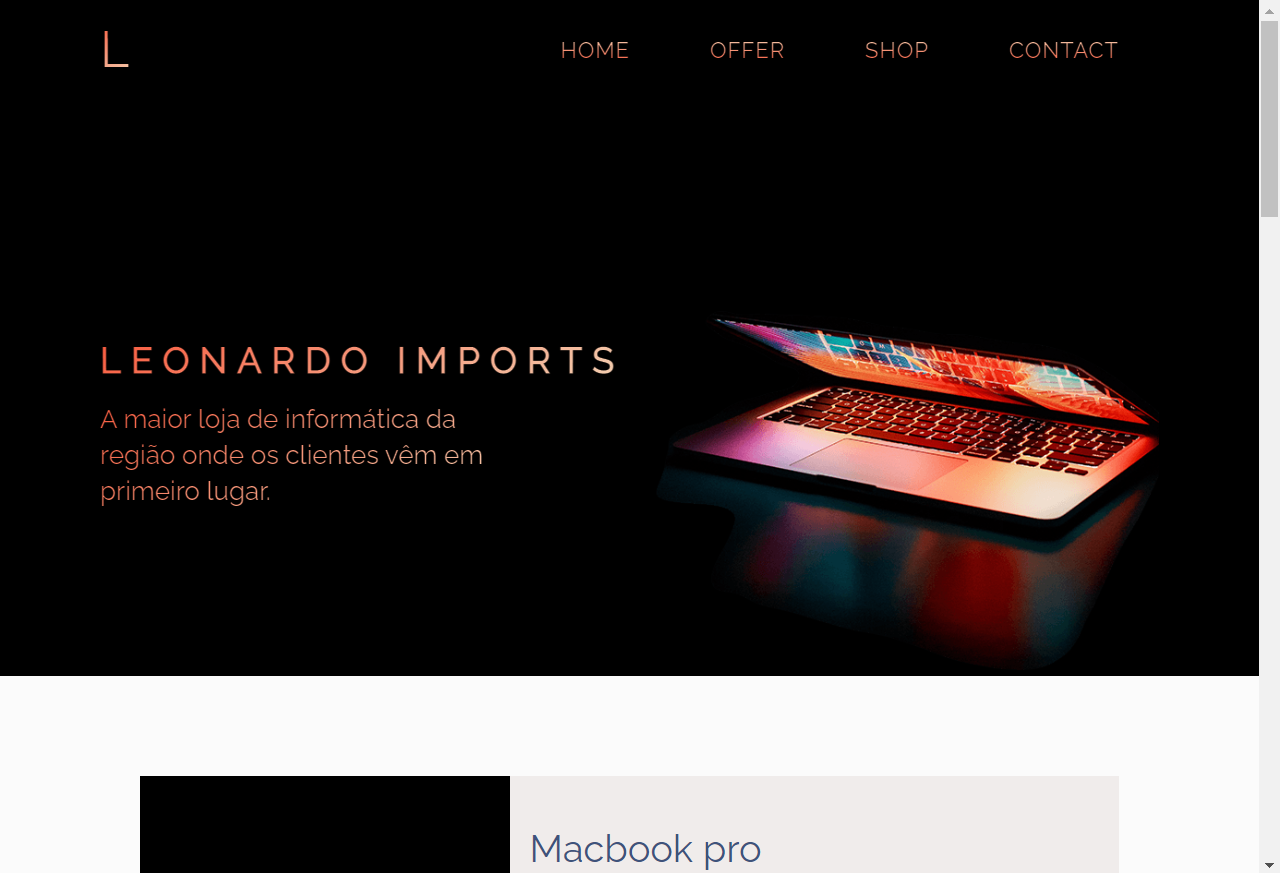 L
HOME OFFER SHOP CONTACT
LEONARDO IMPORTS
A maior loja de informática da
região onde os clientes vêm em
primeiro lugar.
Macbook pro